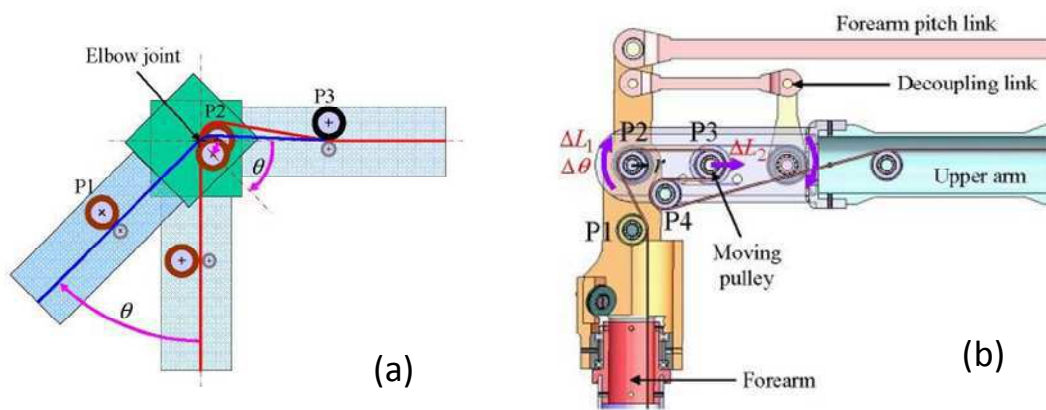 Elbow joint
P3
P2
θ
P1
θ
(a)
Forearm pitch link
Decoupling link
P2
P3
ΔL1
ΔL2
Δθ
r
Upper arm
P4
P1
Moving
pulley
(b)
Forearm